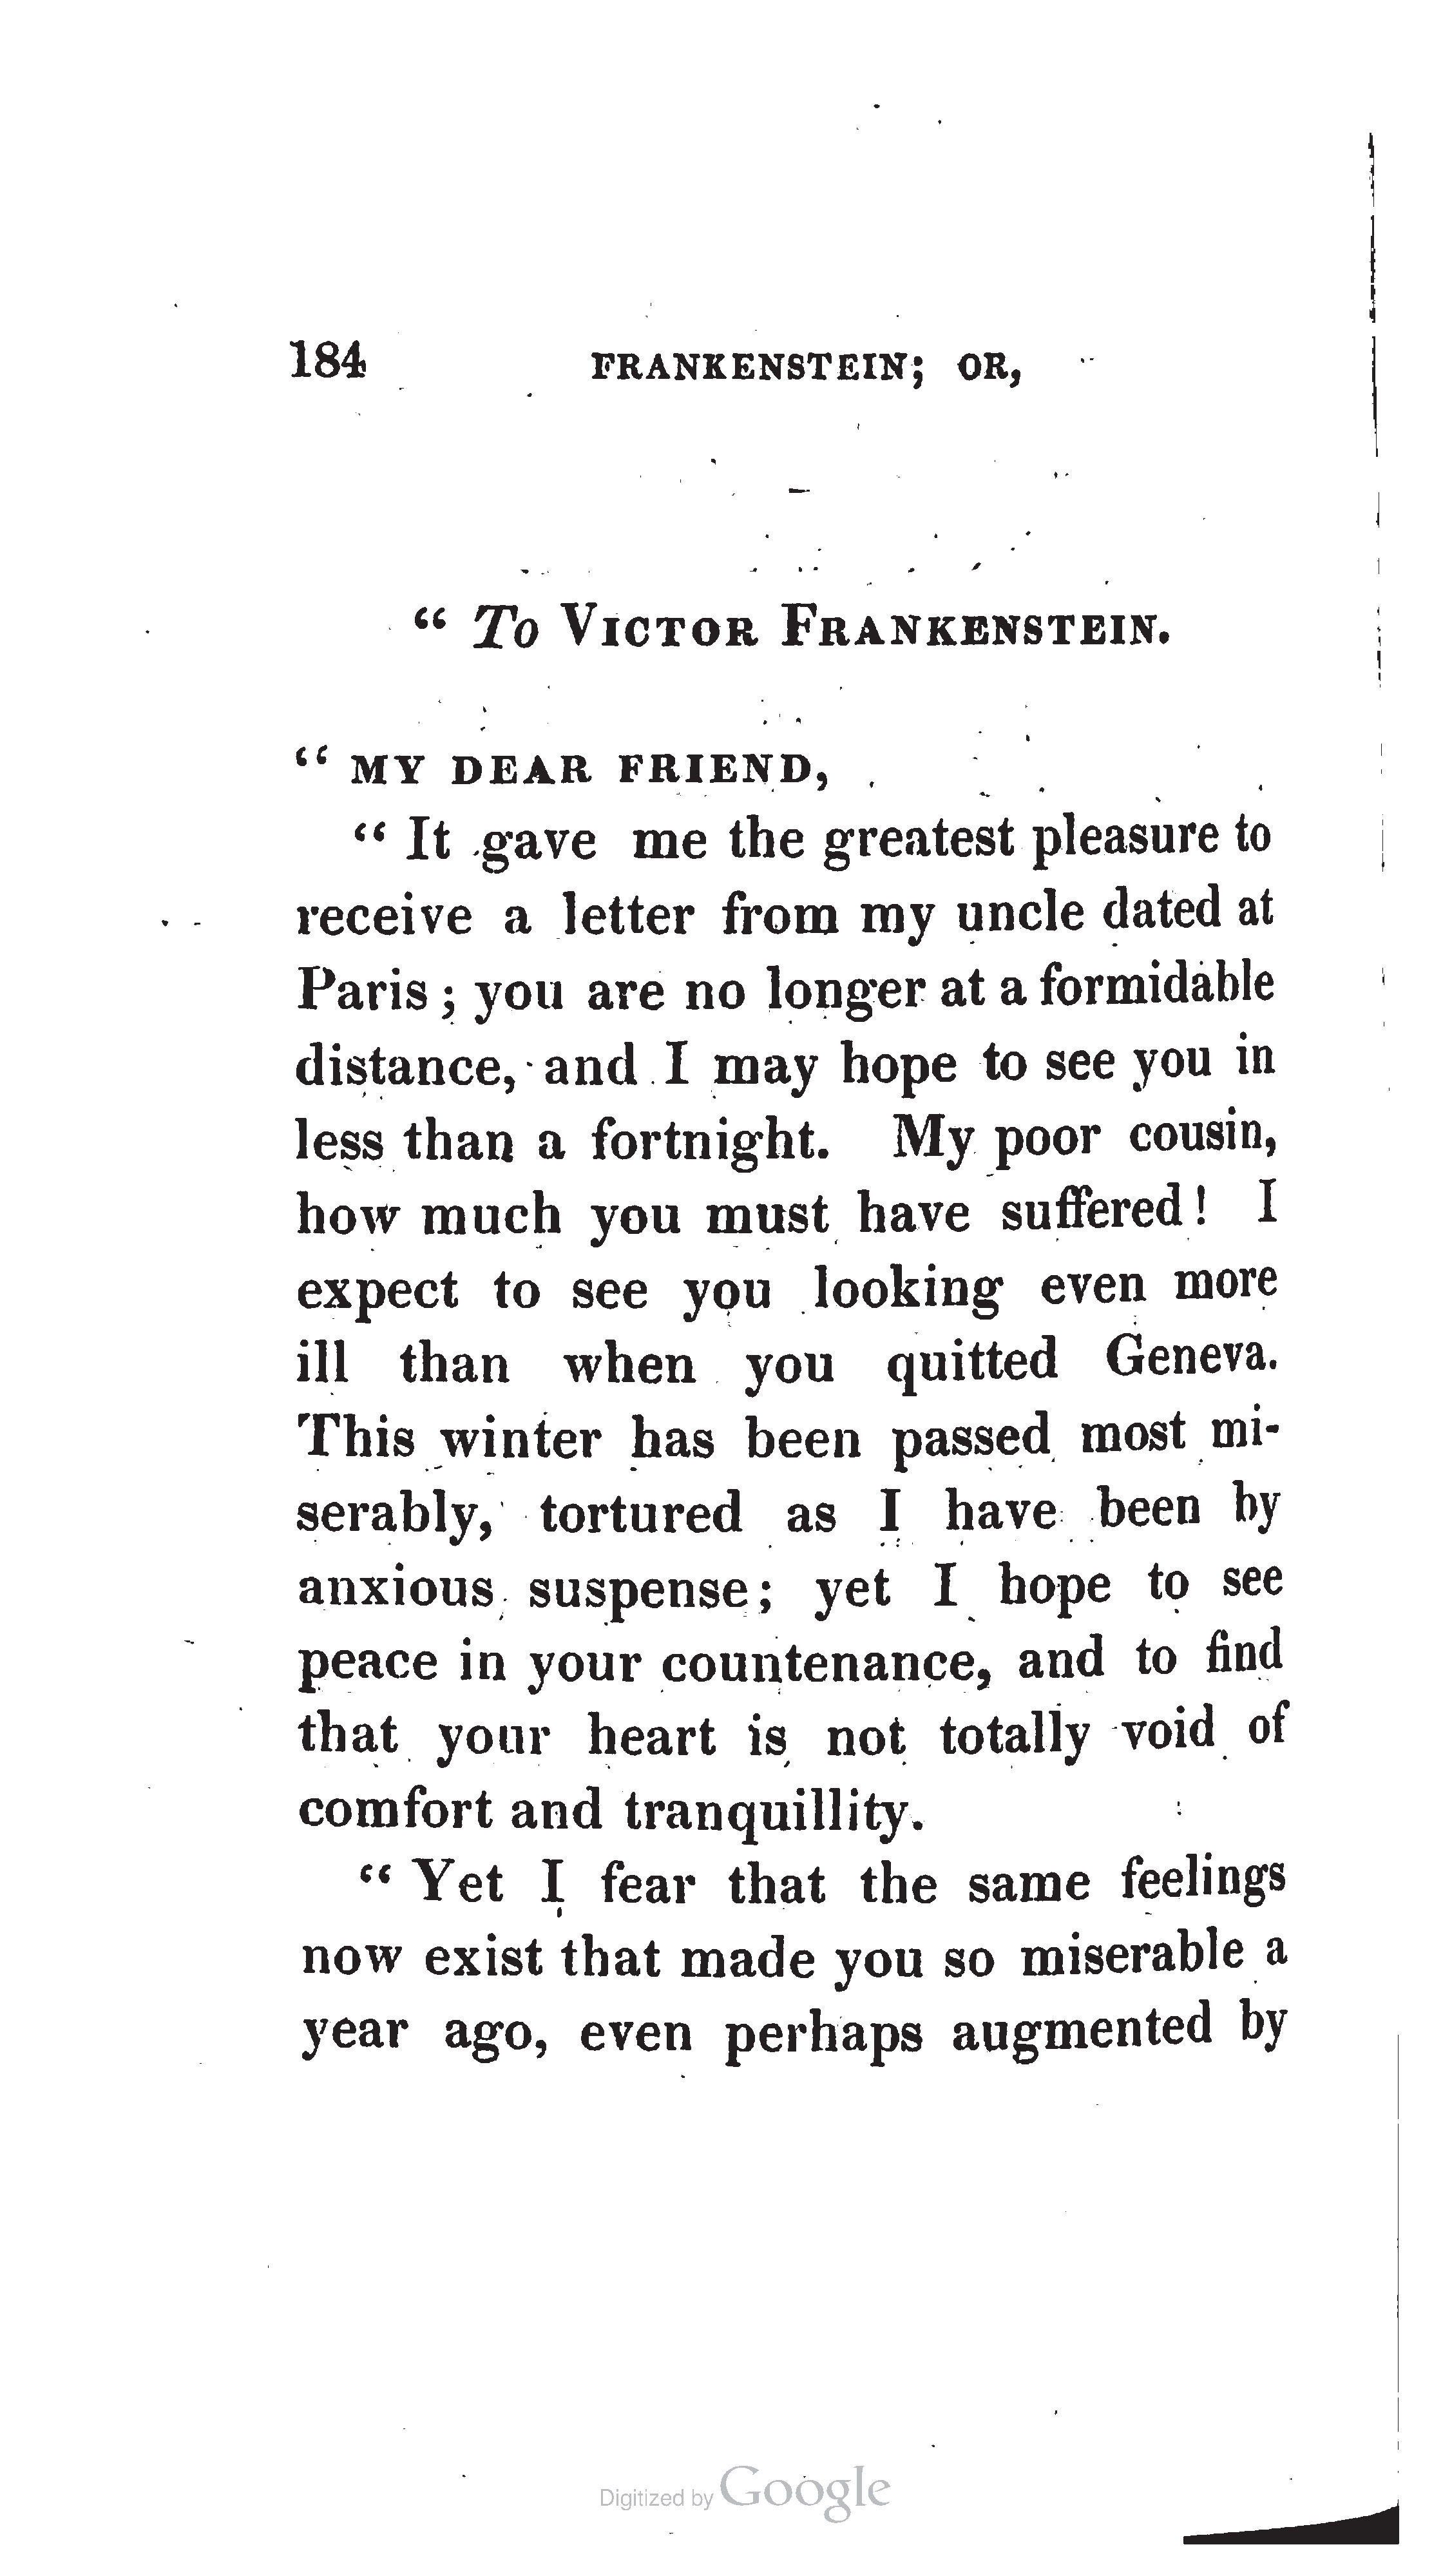 184 FRANKENSTEIN; OR,
“ To VICTOR FRANKENSTEIN.
“ MY DEAR FRIEND,
“ It gave me the greatest pleasure to
receive a letter from my uncle dated at
Paris ; you are no longer at a formidable
distance, and I may hope to see you in
less than a fortnight. My poor cousin,
how much you must have suffered ! I
expect to see you looking even more
ill than when you quitted Geneva.
This winter has been passed most mi-
serably, tortured as I have been by
anxious suspense ; yet I hope to see
peace in your countenance, and to find
that your heart is not totally void of
comfort and tranquillity.
“ Yet I fear that the same feelings
now exist that made you so miserable a
year ago, even perhaps augmented by
Digitized by Google